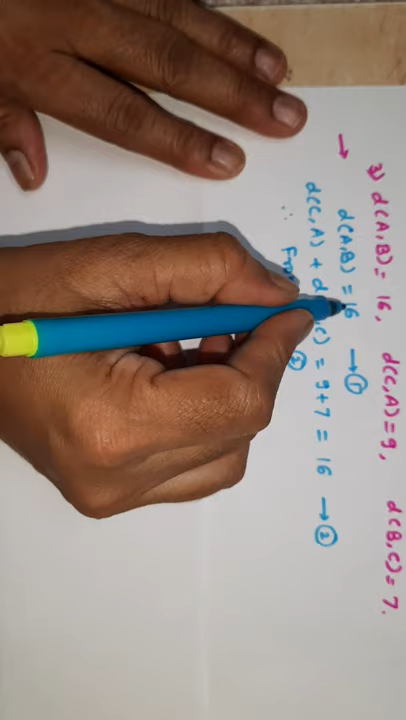 3) d(A,B) = 16, d(C,A) = 9, d(B,C) = 7.
→
d(A,B) = 16 → ①
d(C,A) + d ,C) = 9 + 7 = 16 → ②
∴ ②